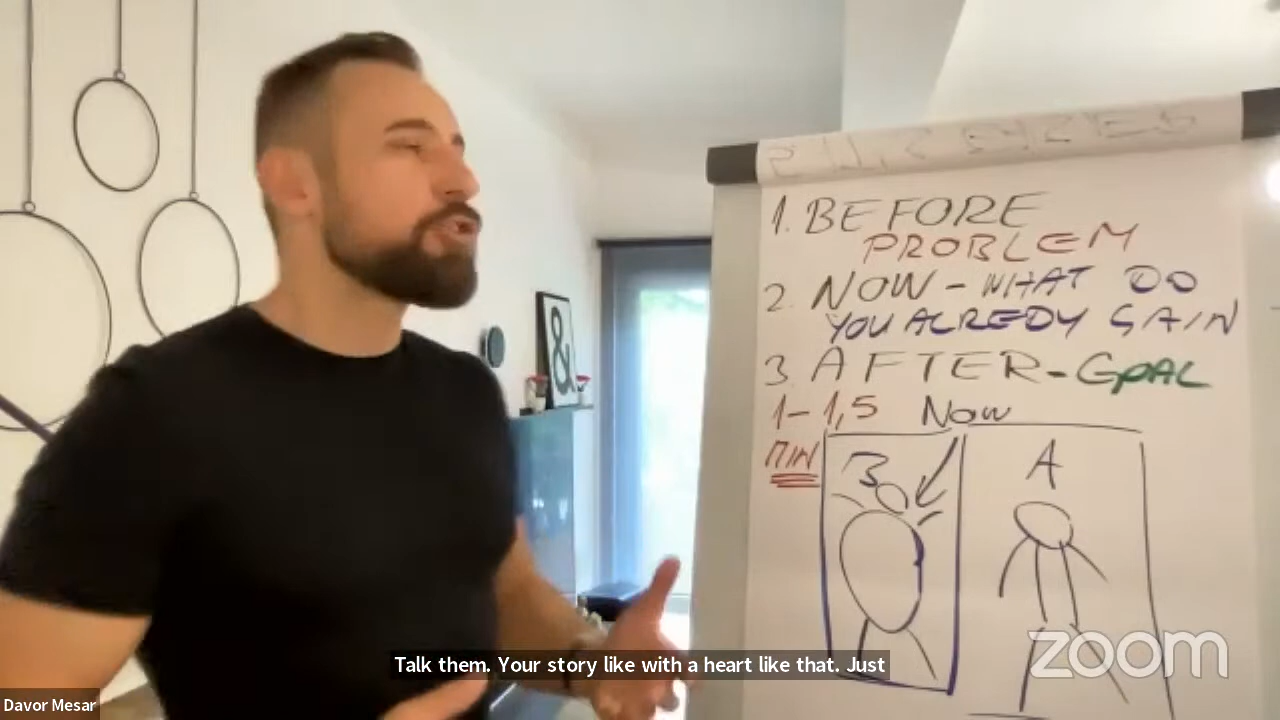 1. BEFORE
PROBLEM
2. NOW - WHAT DO
YOU ALREDY GAIN
3. AFTER - GOAL
1-1,5 Now
MIN
B A
&
zoom
Talk them. Your story like with a heart like that. Just
Davor Mesar